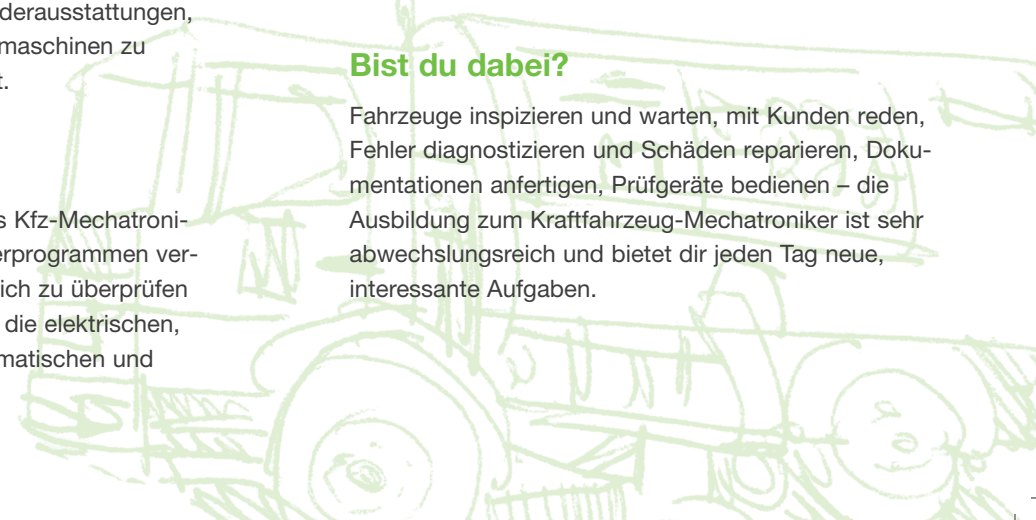 derausstattungen,
maschinen zu
t.
s Kfz-Mechatroni-
erprogrammen ver-
ich zu überprüfen
die elektrischen,
matischen und
Bist du dabei?
Fahrzeuge inspizieren und warten, mit Kunden reden,
Fehler diagnostizieren und Schäden reparieren, Doku-
mentationen anfertigen, Prüfgeräte bedienen – die
Ausbildung zum Kraftfahrzeug-Mechatroniker ist sehr
abwechslungsreich und bietet dir jeden Tag neue,
interessante Aufgaben.